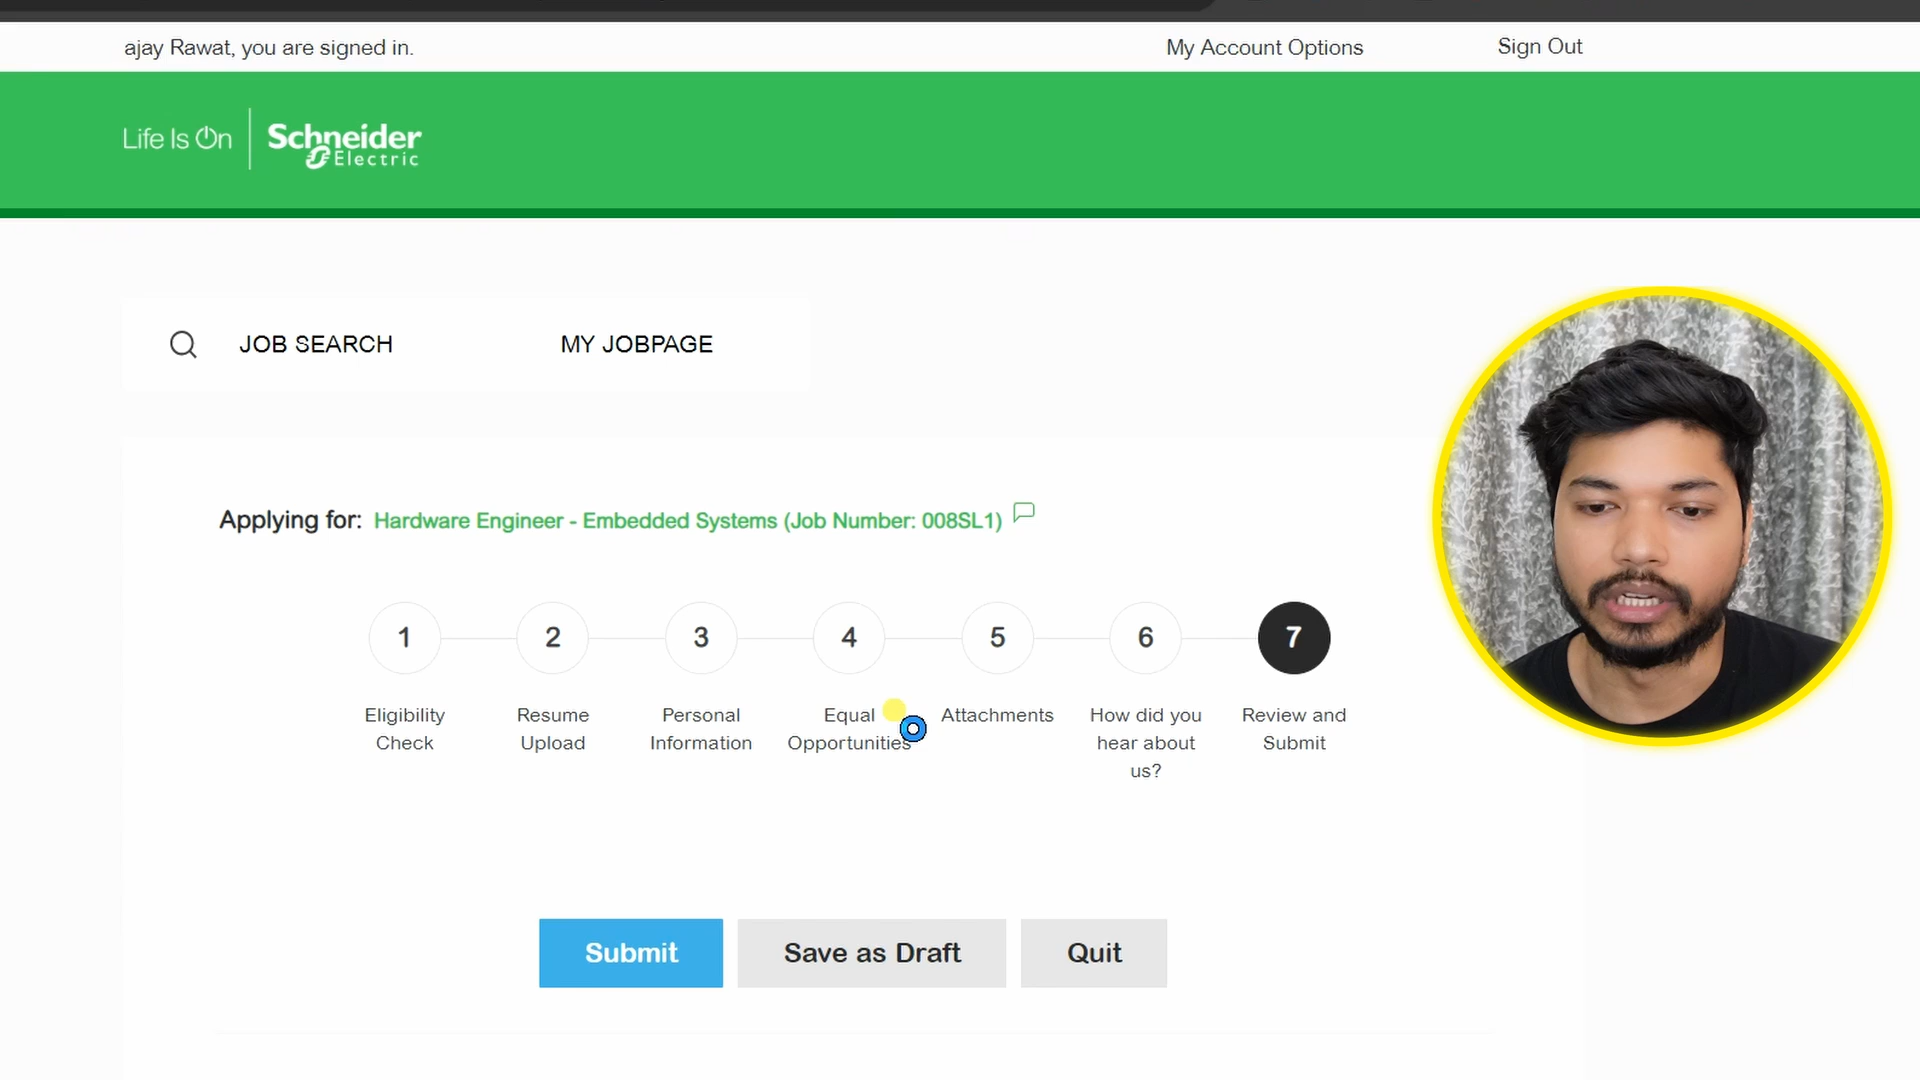 ajay Rawat, you are signed in.
My Account Options
Sign Out
Life Is On
Schneider
Electric
JOB SEARCH
MY JOBPAGE
Applying for: Hardware Engineer - Embedded Systems (Job Number: 008SL1)
1
2
3
4
5
6
7
Eligibility
Check
Resume
Upload
Personal
Information
Equal
Opportunities
Attachments
How did you
hear about
us?
Review and
Submit
Submit
Save as Draft
Quit